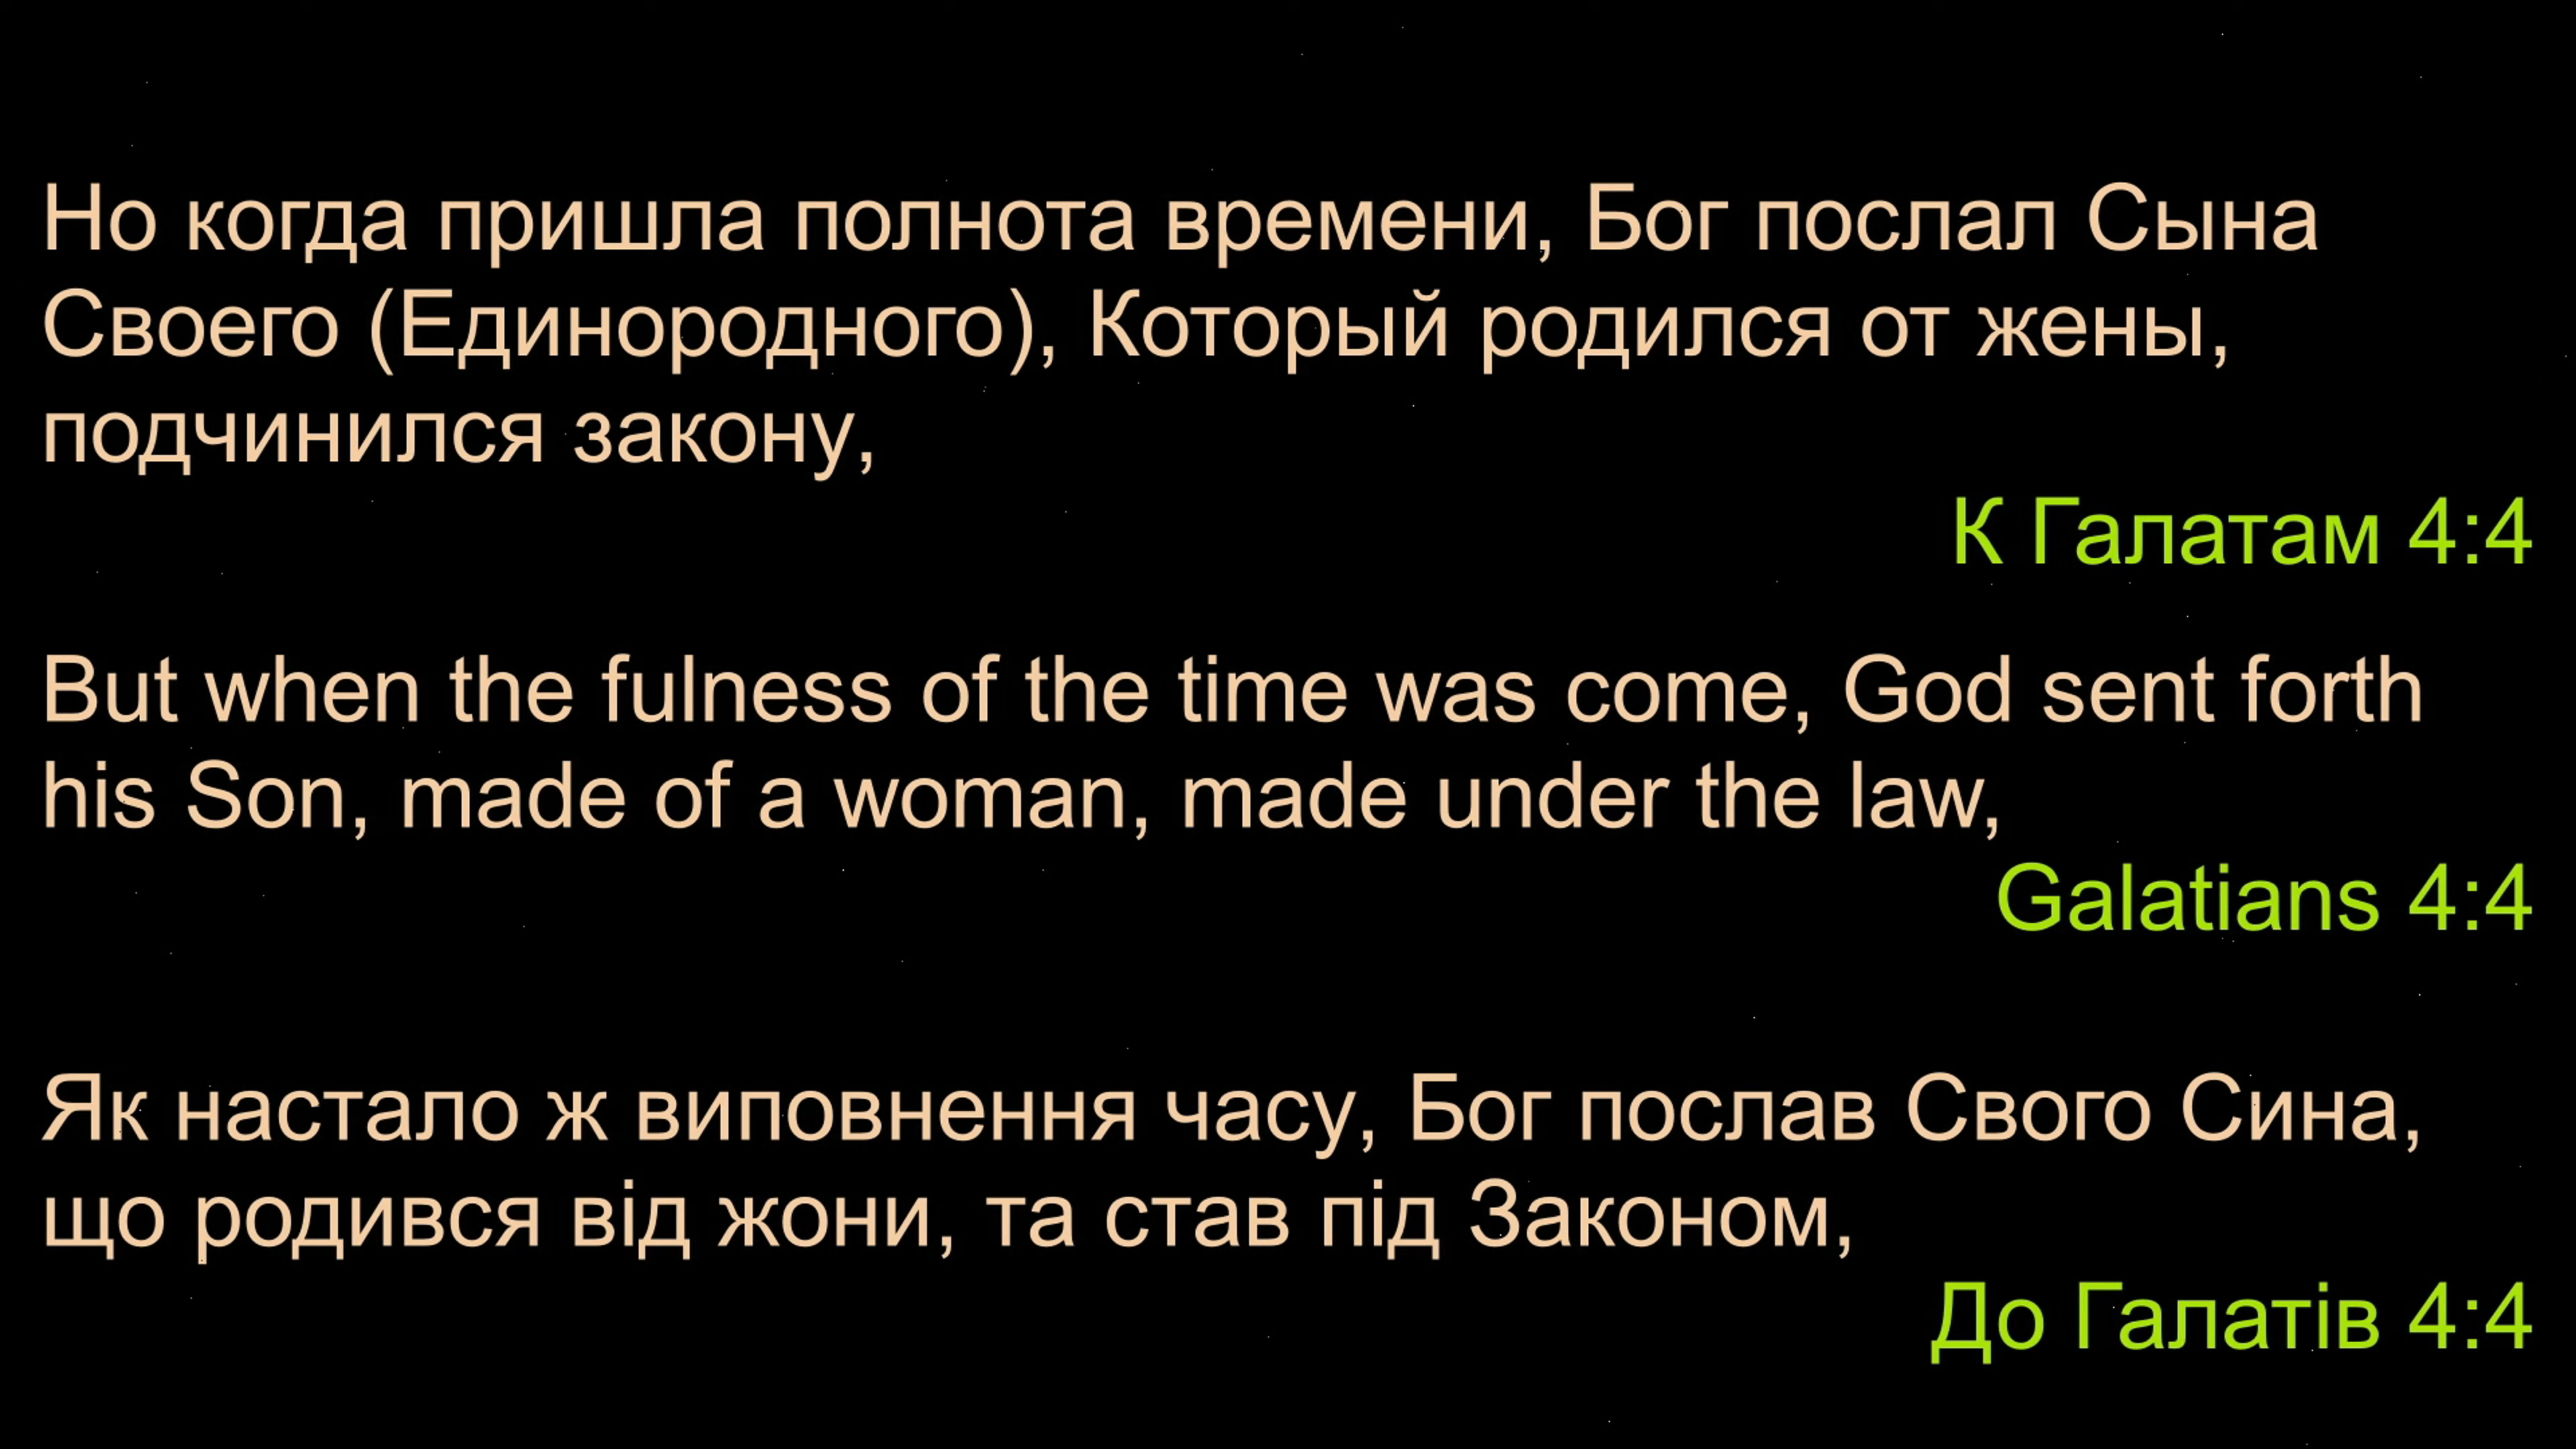 Но когда пришла полнота времени, Бог послал Сына
Своего (Единородного), Который родился от жены,
подчинился закону,
К Галатам 4:4
But when the fulness of the time was come, God sent forth
his Son, made of a woman, made under the law,
Galatians 4:4
Як настало ж виповнення часу, Бог послав Свого Сина,
що родився від жони, та став під Законом,
До Галатів 4:4